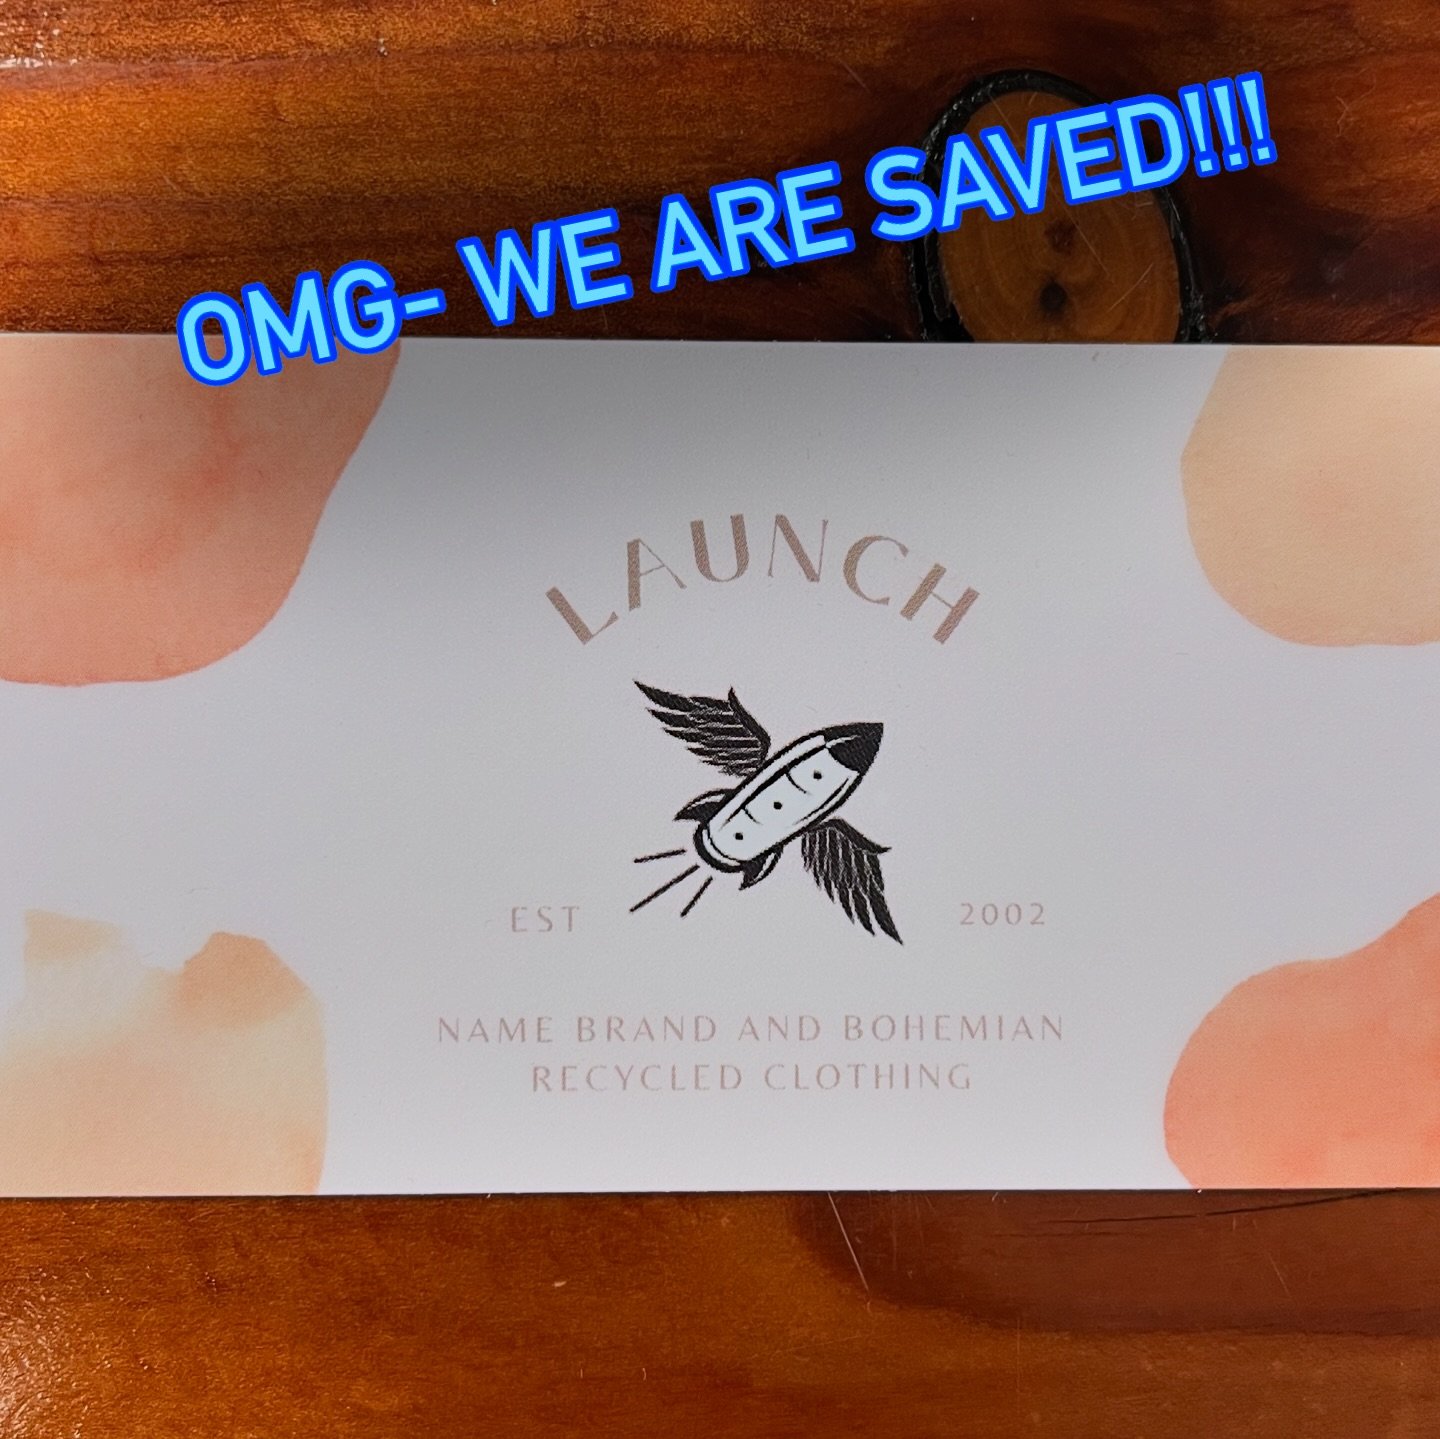 OMG- WE ARE SAVED!!!
LAUNCH
EST 2002
NAME BRAND AND BOHEMIAN
RECYCLED CLOTHING